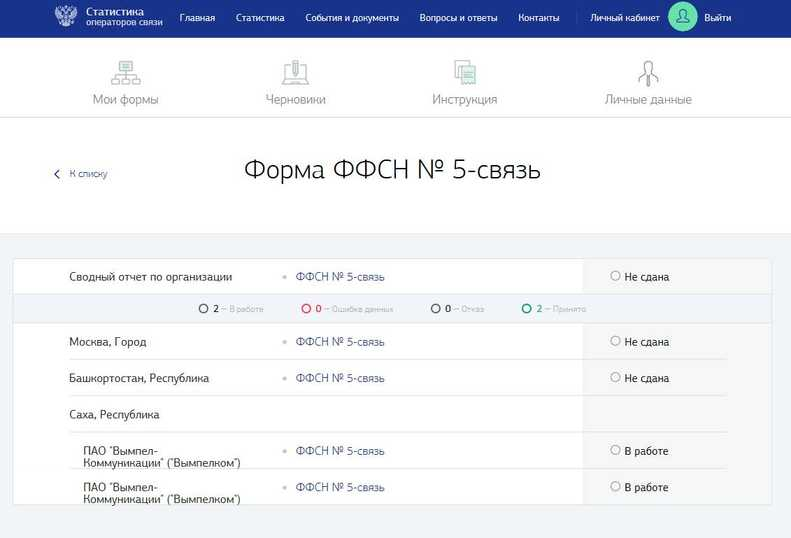 Статистика
операторов связи
Главная Статистика События и документы Вопросы и ответы Контакты Личный кабинет Выйти
Мои формы Черновики Инструкция Личные данные
К списку
Форма ФФСН № 5-связь
Сводный отчет по организации ФФСН № 5-связь Не сдана
2 – В работе 0 – Ошибка данных 0 – Отказ 2 – Принято
Москва, Город ФФСН № 5-связь Не сдана
Башкортостан, Республика ФФСН № 5-связь Не сдана
Саха, Республика
ПАО "Вымпел-
Коммуникации" ("Вымпелком") ФФСН № 5-связь В работе
ПАО "Вымпел-
Коммуникации" ("Вымпелком") ФФСН № 5-связь В работе